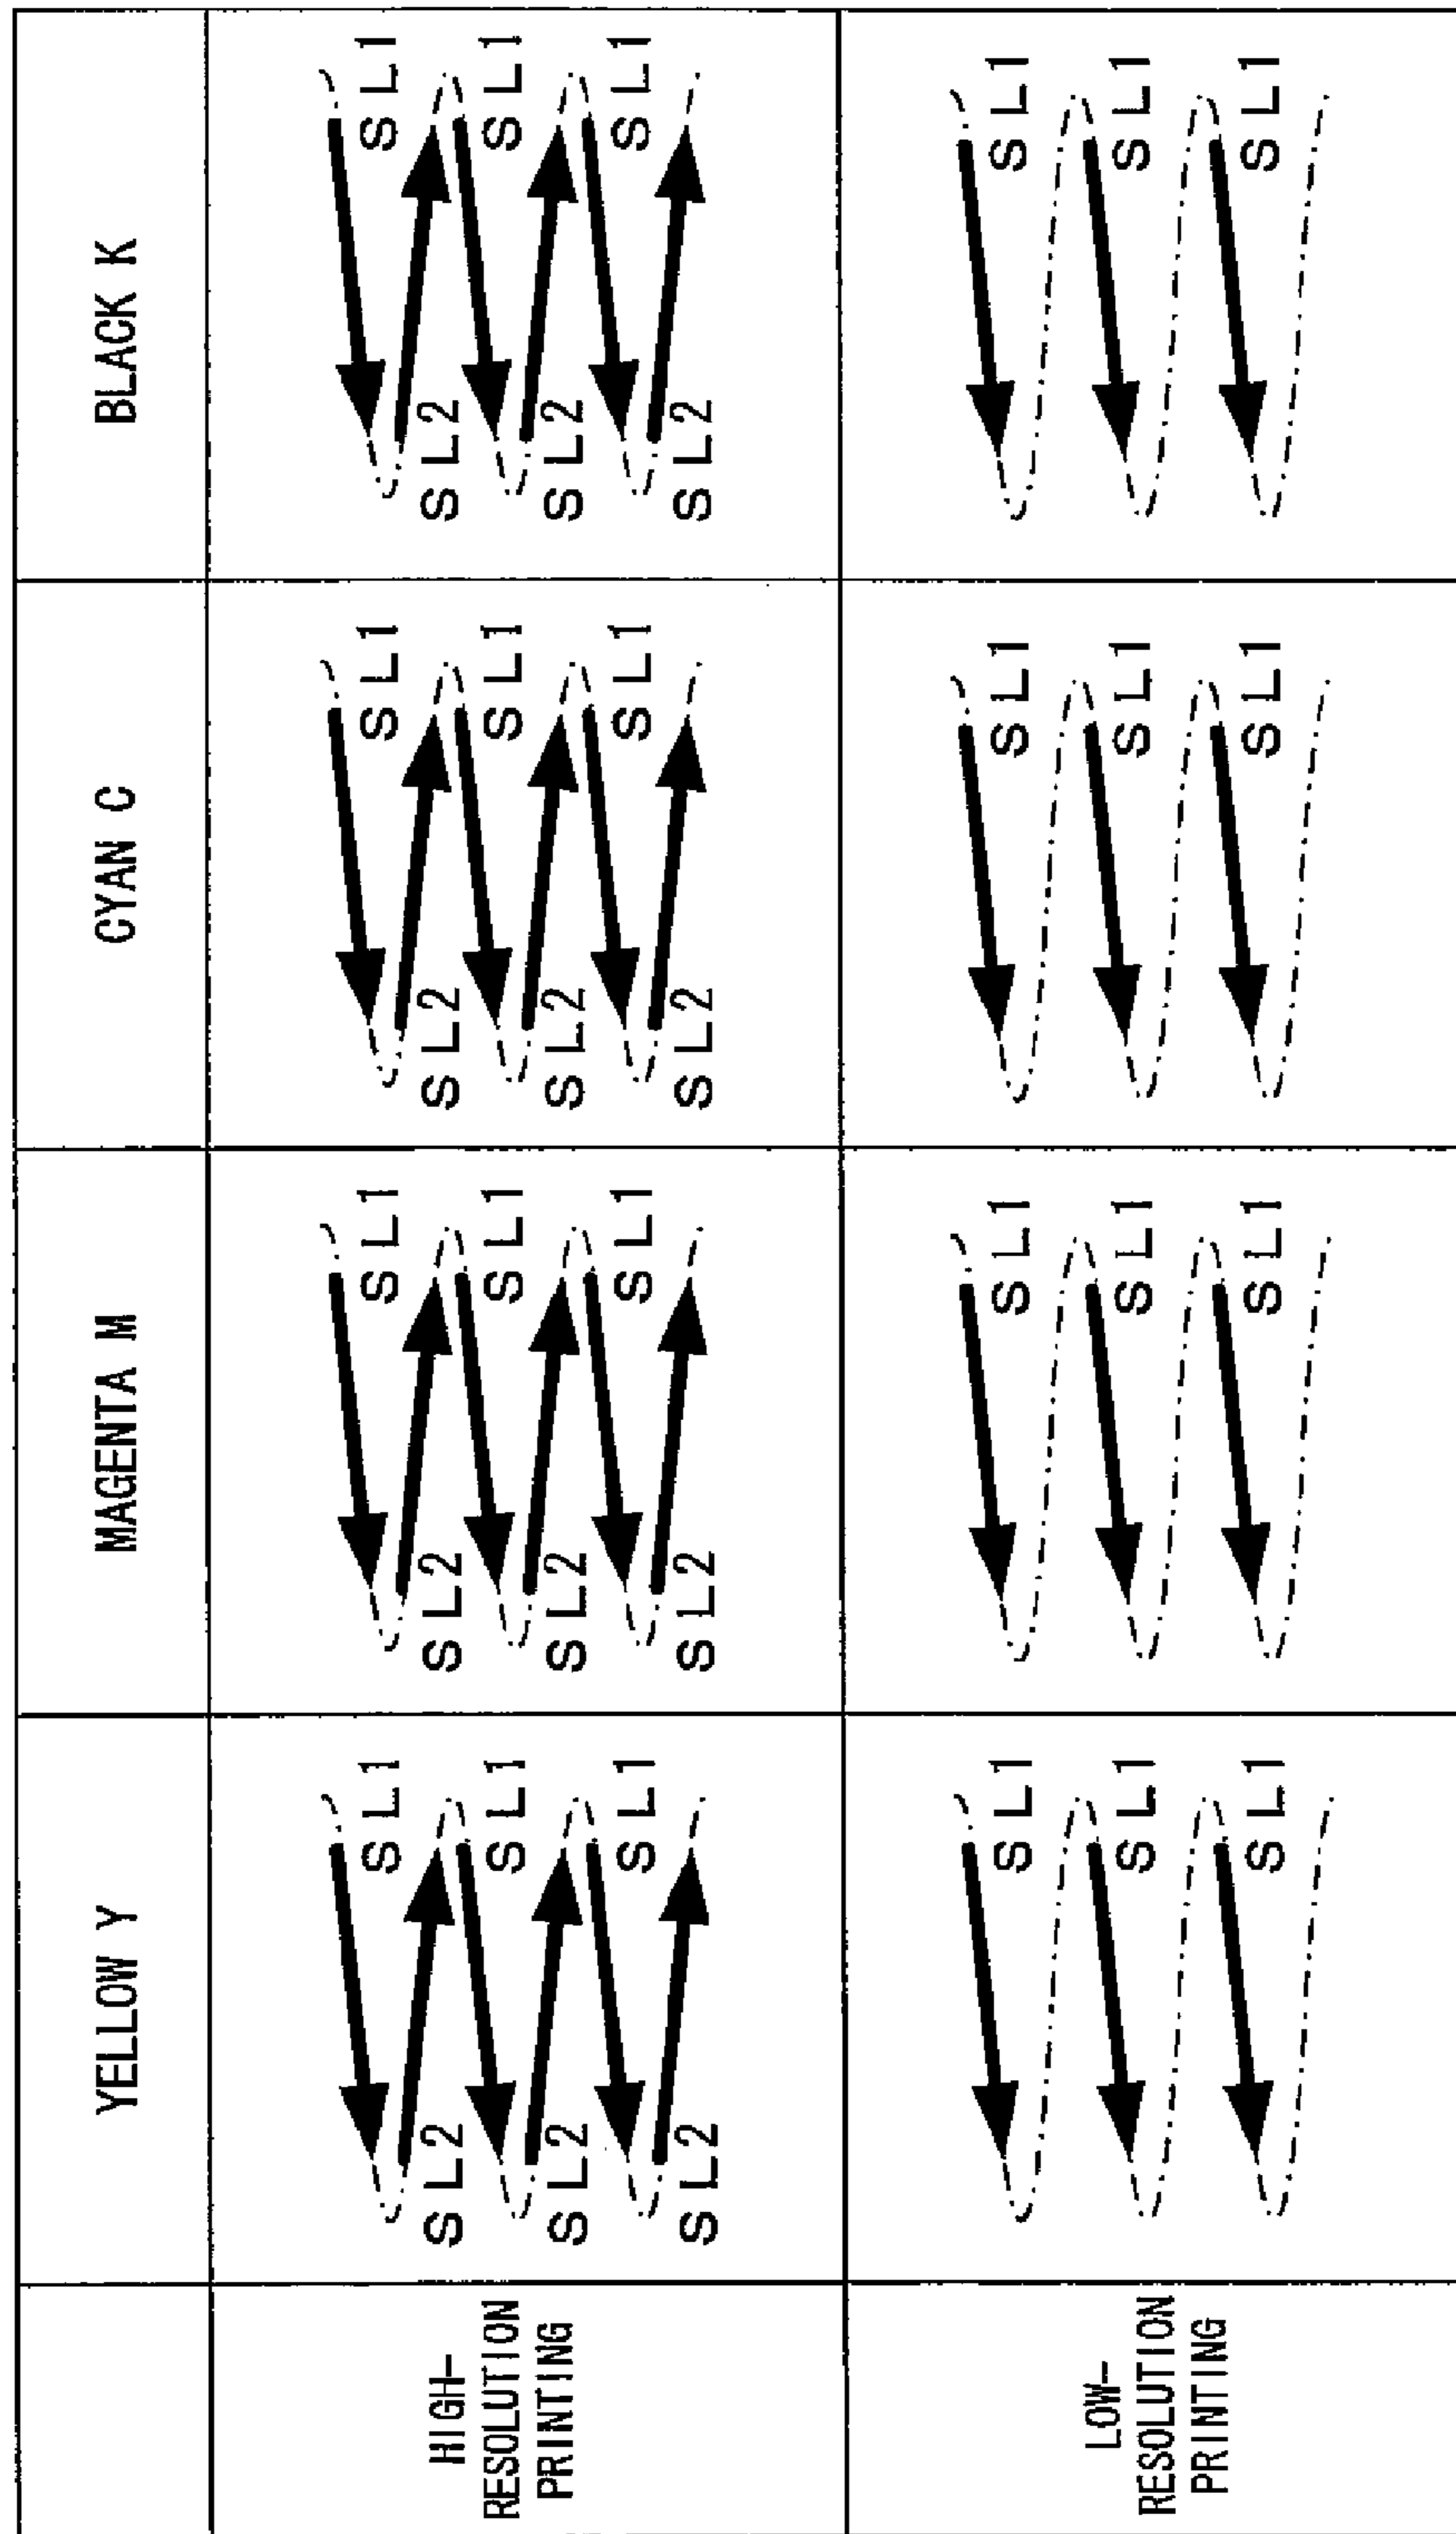 YELLOW Y
MAGENTA M
CYAN C
BLACK K
HIGH-
RESOLUTION
PRINTING
SL1
SL2
SL1
SL2
SL1
SL2
SL1
SL2
SL1
SL2
SL1
SL2
SL1
SL2
SL1
SL2
SL1
SL2
SL1
SL2
SL1
SL2
SL1
SL2
LOW-
RESOLUTION
PRINTING
SL1
SL1
SL1
SL1
SL1
SL1
SL1
SL1
SL1
SL1
SL1
SL1